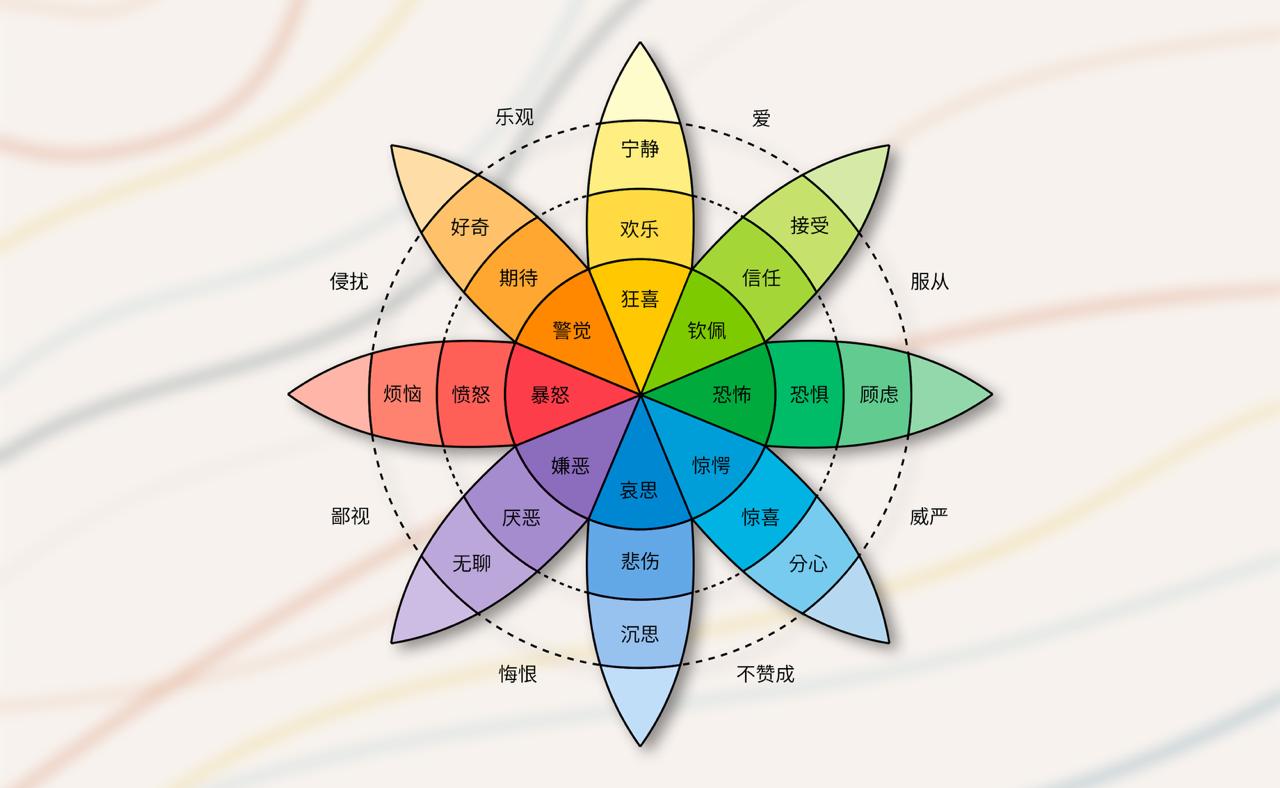 乐观
爱
宁静
好奇
接受
欢乐
期待
信任
侵扰
服从
狂喜
警觉
钦佩
烦恼
愤怒
暴怒
恐怖
恐惧
顾虑
嫌恶
惊愕
哀思
厌恶
惊喜
鄙视
威严
无聊
悲伤
分心
沉思
悔恨
不赞成